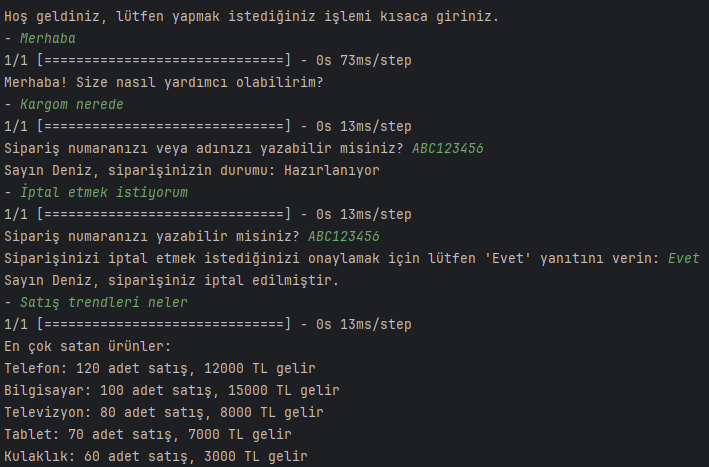 Hoş geldiniz, lütfen yapmak istediğiniz işlemi kısaca giriniz.
- Merhaba
1/1 [==============================] - 0s 73ms/step
Merhaba! Size nasıl yardımcı olabilirim?
- Kargom nerede
1/1 [==============================] - 0s 13ms/step
Sipariş numaranızı veya adınızı yazabilir misiniz? ABC123456
Sayın Deniz, siparişinizin durumu: Hazırlanıyor
- İptal etmek istiyorum
1/1 [==============================] - 0s 13ms/step
Sipariş numaranızı yazabilir misiniz? ABC123456
Siparişinizi iptal etmek istediğinizi onaylamak için lütfen 'Evet' yanıtını verin: Evet
Sayın Deniz, siparişiniz iptal edilmiştir.
- Satış trendleri neler
1/1 [==============================] - 0s 13ms/step
En çok satan ürünler:
Telefon: 120 adet satış, 12000 TL gelir
Bilgisayar: 100 adet satış, 15000 TL gelir
Televizyon: 80 adet satış, 8000 TL gelir
Tablet: 70 adet satış, 7000 TL gelir
Kulaklık: 60 adet satış, 3000 TL gelir